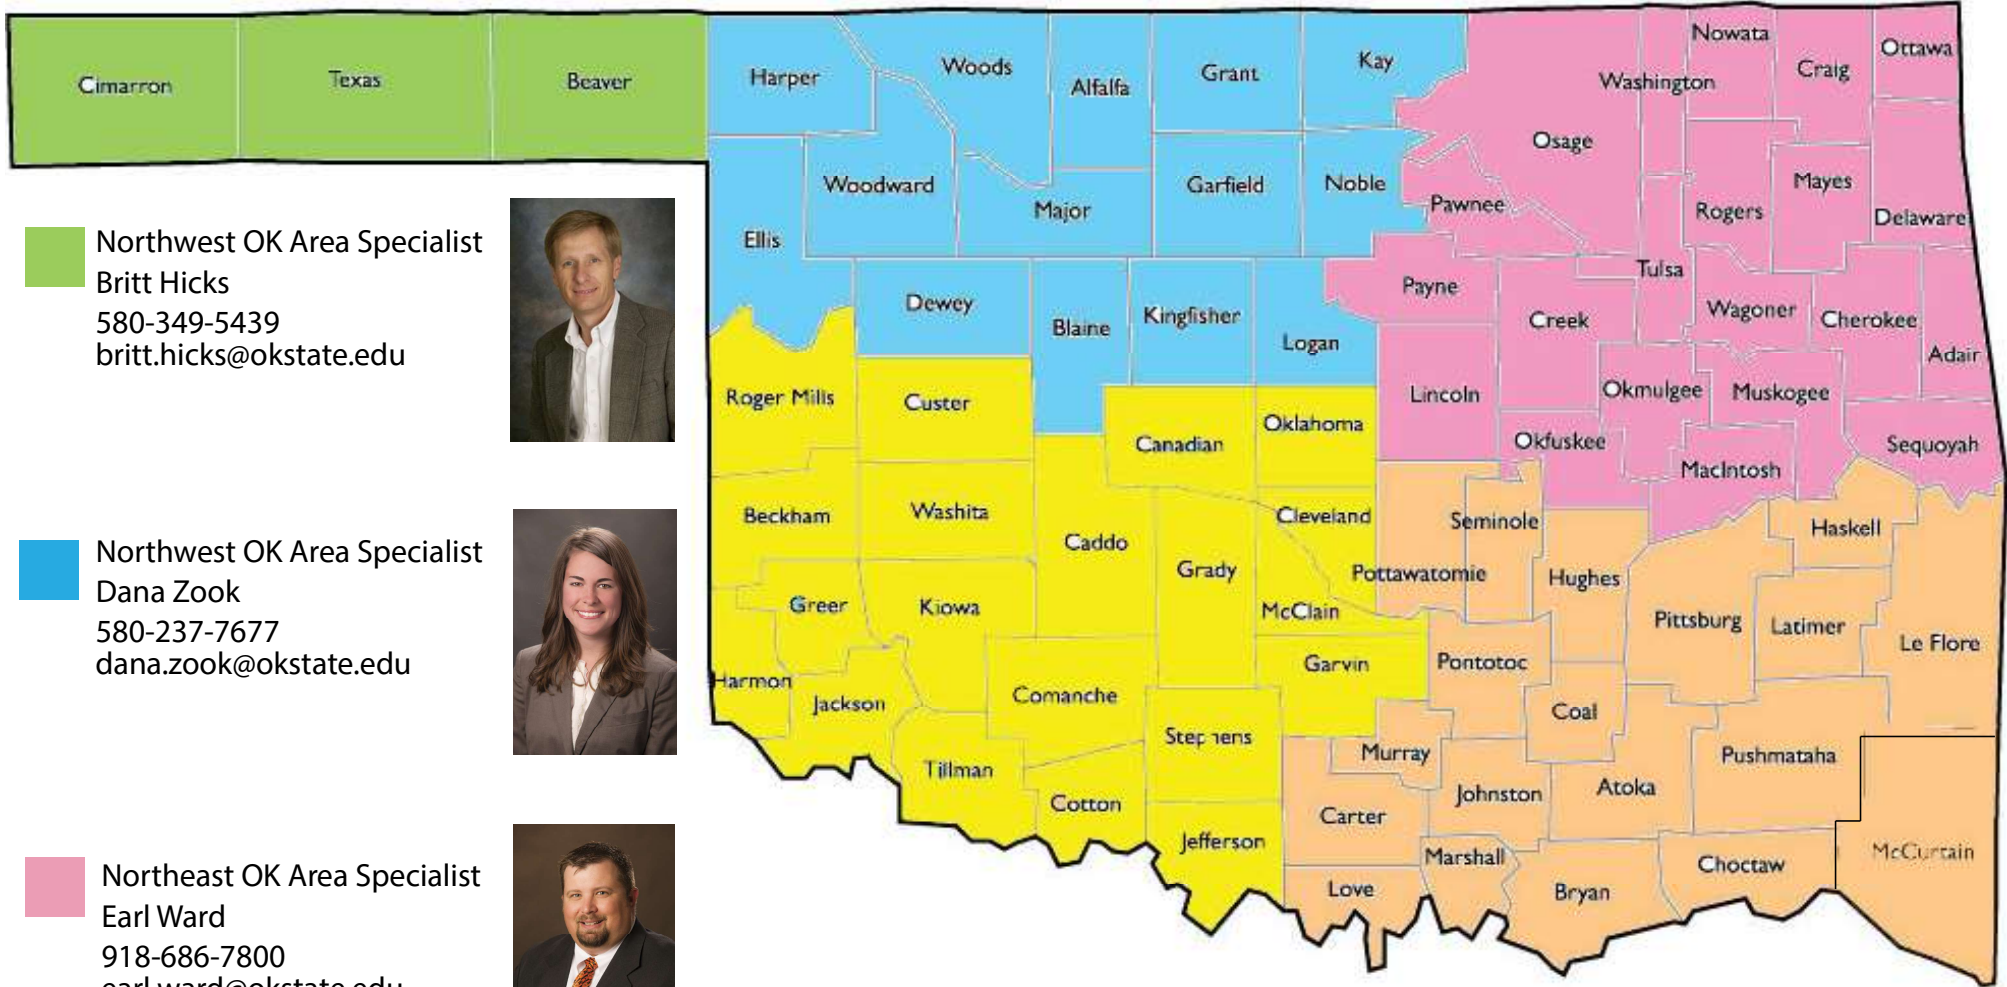 Cimarron
Texas
Beaver
Harper
Woods
Alfalfa
Grant
Kay
Nowata
Washington
Craig
Ottawa
Osage
Woodward
Major
Garfield
Noble
Pawnee
Rogers
Mayes
Delaware
Ellis
Dewey
Blaine
Kingfisher
Logan
Payne
Creek
Tulsa
Wagoner
Cherokee
Adair
Roger Mills
Custer
Canadian
Oklahoma
Lincoln
Okfuskee
Okmulgee
Muskogee
MacIntosh
Sequoyah
Beckham
Washita
Caddo
Grady
Cleveland
Seminole
Pottawatomie
Hughes
Haskell
Greer
Kiowa
McClain
Pittsburg
Latimer
Le Flore
Harmon
Jackson
Comanche
Garvin
Pontotoc
Coal
Tillman
Stephens
Murray
Johnston
Atoka
Pushmataha
Cotton
Jefferson
Carter
Love
Marshall
Bryan
Choctaw
McCurtain
Northwest OK Area Specialist
Britt Hicks
580-349-5439
britt.hicks@okstate.edu
Northwest OK Area Specialist
Dana Zook
580-237-7677
dana.zook@okstate.edu
Northeast OK Area Specialist
Earl Ward
918-686-7800
earl.ward@okstate.edu